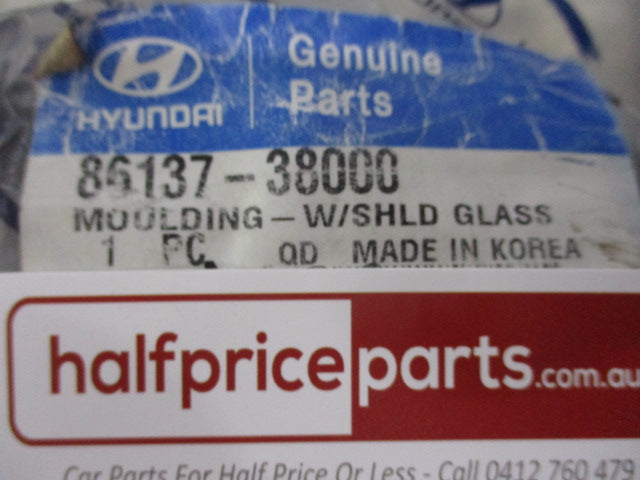 Genuine
HYUNDAI Parts
86137-38000
MOULDING - W/SHLD GLASS
1 PC QD MADE IN KOREA
halfpriceparts.com.au
Car Parts For Half Price Or Less - Call 0412 760 479